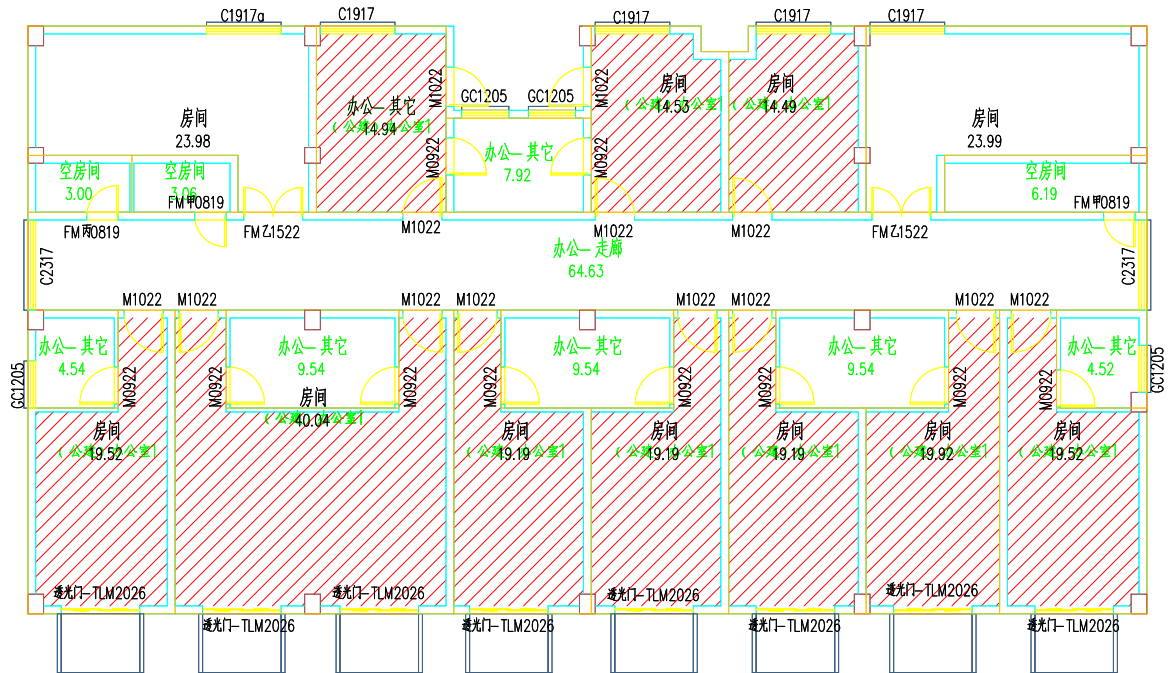 C1917a
C1917
C1917
C1917
C1917
M1022
GC1205
GC1205
M1022
房间
14.53
房间
14.49
办公—其它
14.94
房间
23.98
房间
23.99
M0922
办公—其它
7.92
M0922
空房间
3.00
空房间
3.06
空房间
6.19
FM甲0819
FM甲0819
FM丙0819
FM乙1522
M1022
M1022
M1022
FM乙1522
C2317
办公—走廊
64.63
C2317
M1022
M1022
M1022
M1022
M1022
M1022
M1022
M1022
办公—其它
4.54
办公—其它
9.54
办公—其它
9.54
办公—其它
9.54
办公—其它
4.52
GC1205
GC1205
M0922
M0922
M0922
M0922
M0922
M0922
M0922
M0922
房间
40.04
房间
19.52
房间
19.19
房间
19.19
房间
19.19
房间
19.92
房间
19.52
透光门-TLM2026
透光门-TLM2026
透光门-TLM2026
透光门-TLM2026
透光门-TLM2026
透光门-TLM2026
透光门-TLM2026
透光门-TLM2026